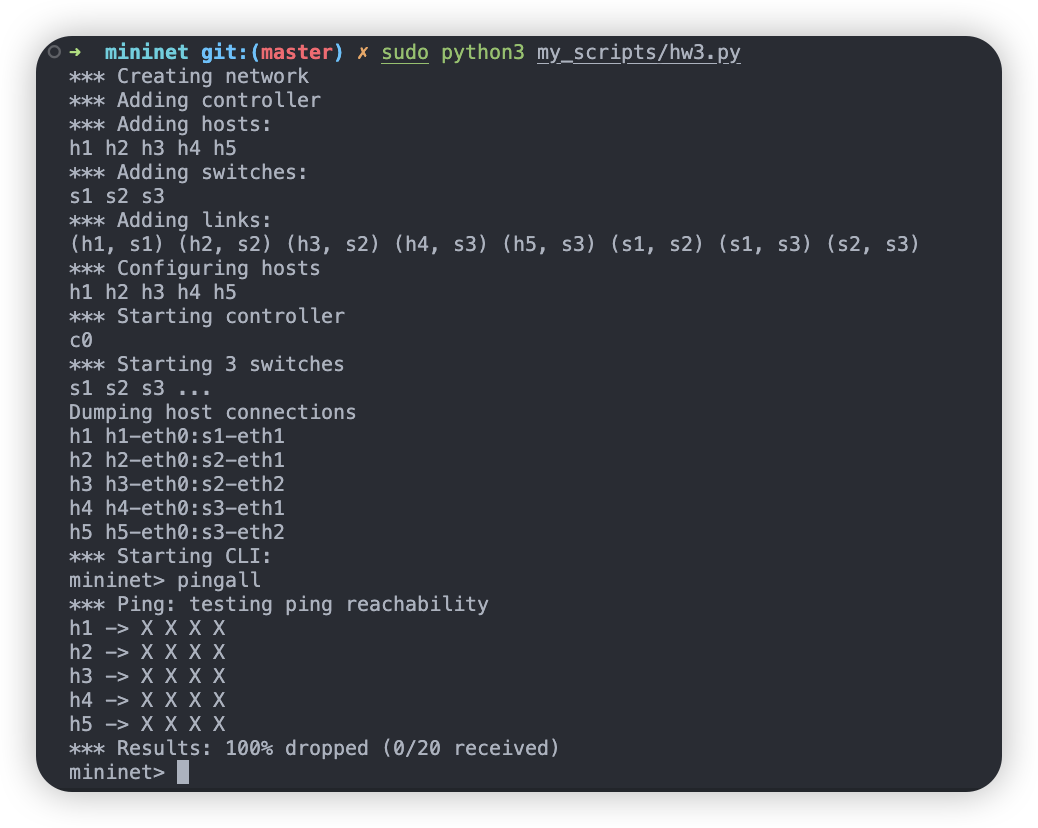 ➜  mininet git:(master) ✗ sudo python3 my_scripts/hw3.py
*** Creating network
*** Adding controller
*** Adding hosts:
h1 h2 h3 h4 h5
*** Adding switches:
s1 s2 s3
*** Adding links:
(h1, s1) (h2, s2) (h3, s2) (h4, s3) (h5, s3) (s1, s2) (s1, s3) (s2, s3)
*** Configuring hosts
h1 h2 h3 h4 h5
*** Starting controller
c0
*** Starting 3 switches
s1 s2 s3 ...
Dumping host connections
h1 h1-eth0:s1-eth1
h2 h2-eth0:s2-eth1
h3 h3-eth0:s2-eth2
h4 h4-eth0:s3-eth1
h5 h5-eth0:s3-eth2
*** Starting CLI:
mininet> pingall
*** Ping: testing ping reachability
h1 -> X X X X
h2 -> X X X X
h3 -> X X X X
h4 -> X X X X
h5 -> X X X X
*** Results: 100% dropped (0/20 received)
mininet>